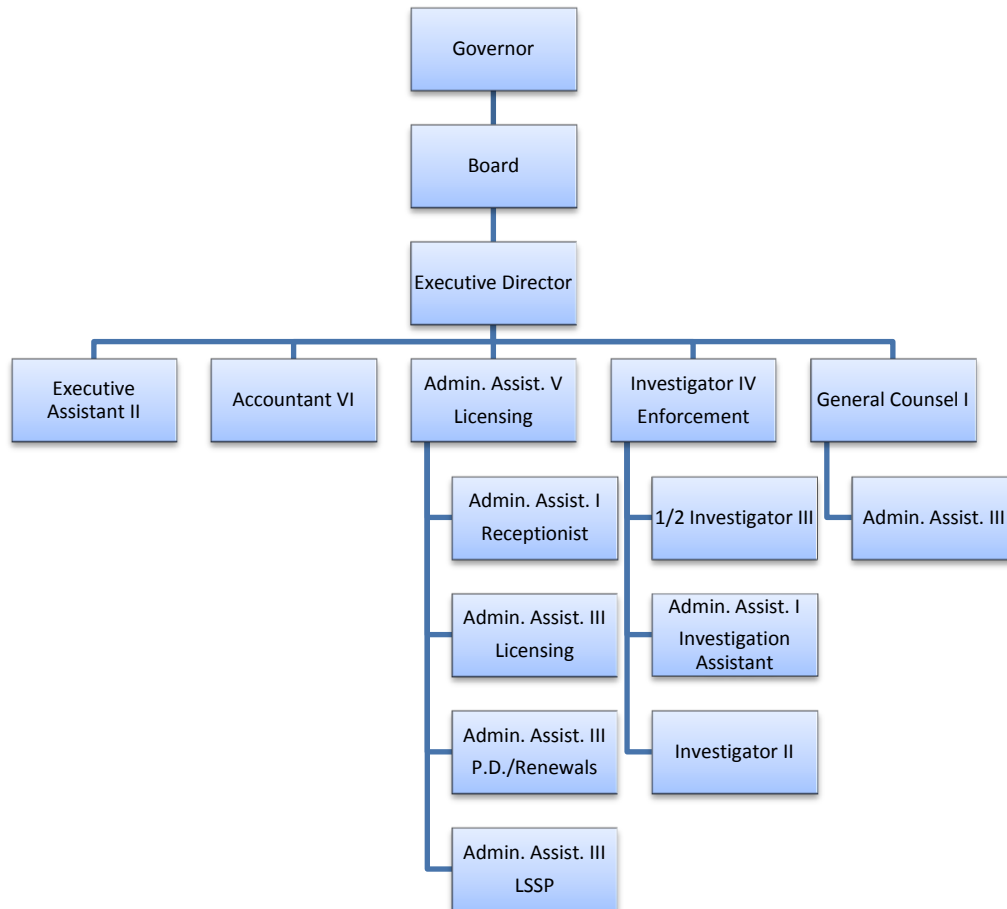 Governor
Board
Executive Director
Executive
Assistant II
Accountant VI
Admin. Assist. V
Licensing
Investigator IV
Enforcement
General Counsel I
Admin. Assist. I
Receptionist
1/2 Investigator III
Admin. Assist. III
Admin. Assist. III
Licensing
Admin. Assist. I
Investigation
Assistant
Admin. Assist. III
P.D./Renewals
Investigator II
Admin. Assist. III
LSSP